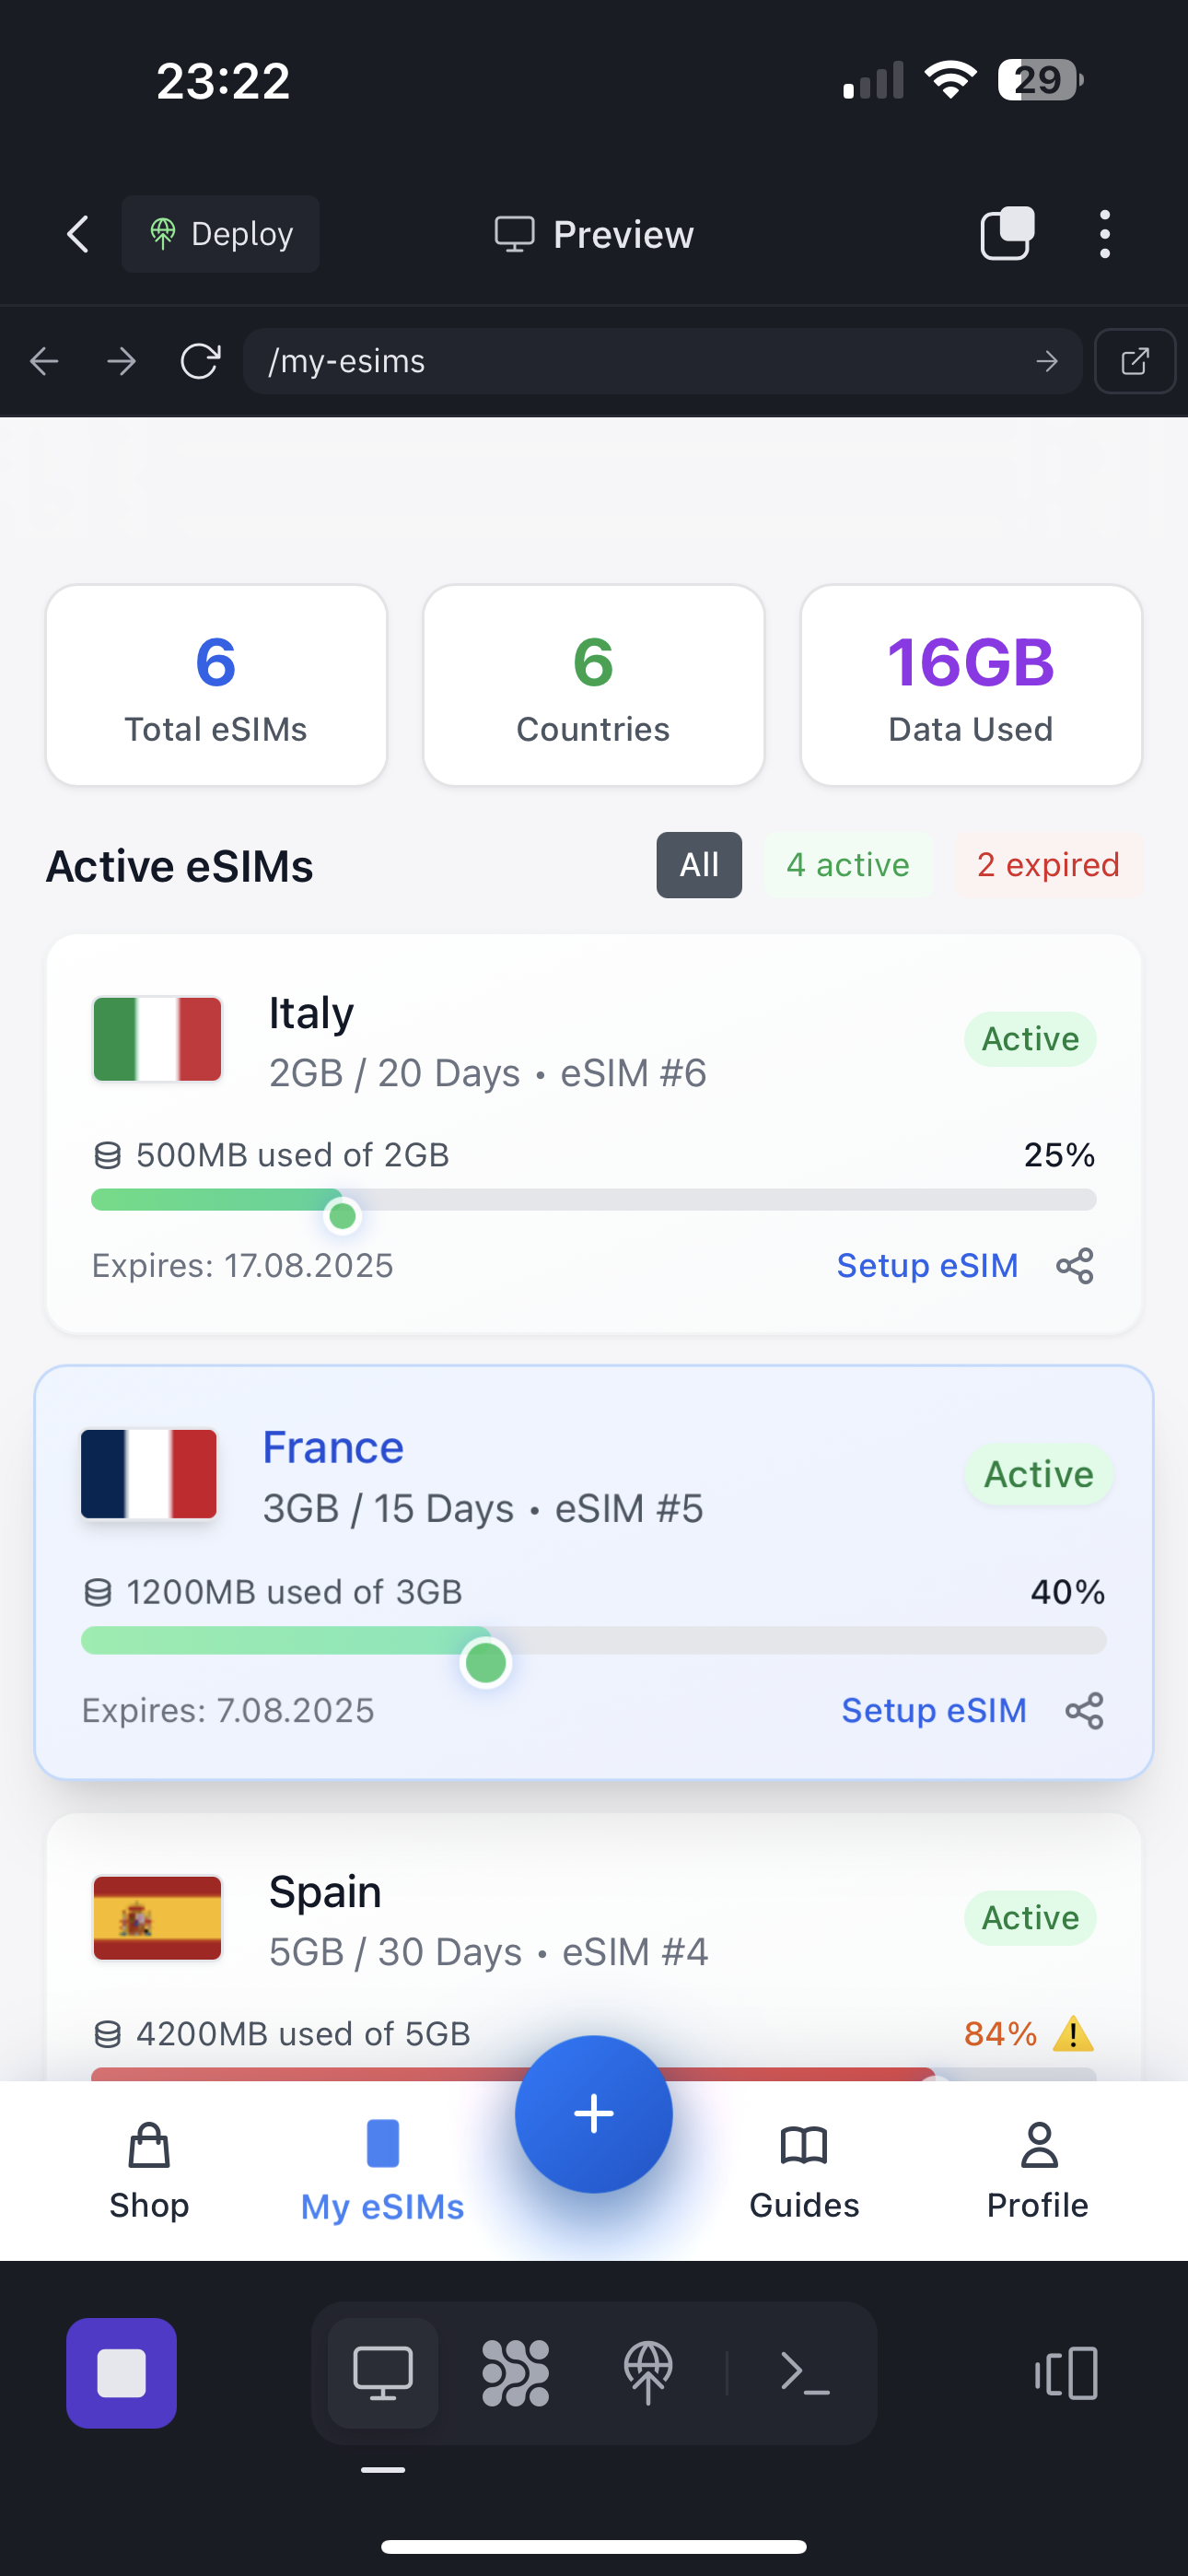 23:22
29
Deploy
Preview
/my-esims
6
Total eSIMs
6
Countries
16GB
Data Used
Active eSIMs
All
4 active
2 expired
Italy
Active
2GB / 20 Days • eSIM #6
500MB used of 2GB
25%
Expires: 17.08.2025
Setup eSIM
France
Active
3GB / 15 Days • eSIM #5
1200MB used of 3GB
40%
Expires: 7.08.2025
Setup eSIM
Spain
Active
5GB / 30 Days • eSIM #4
4200MB used of 5GB
84% ⚠️
Shop
My eSIMs
Guides
Profile